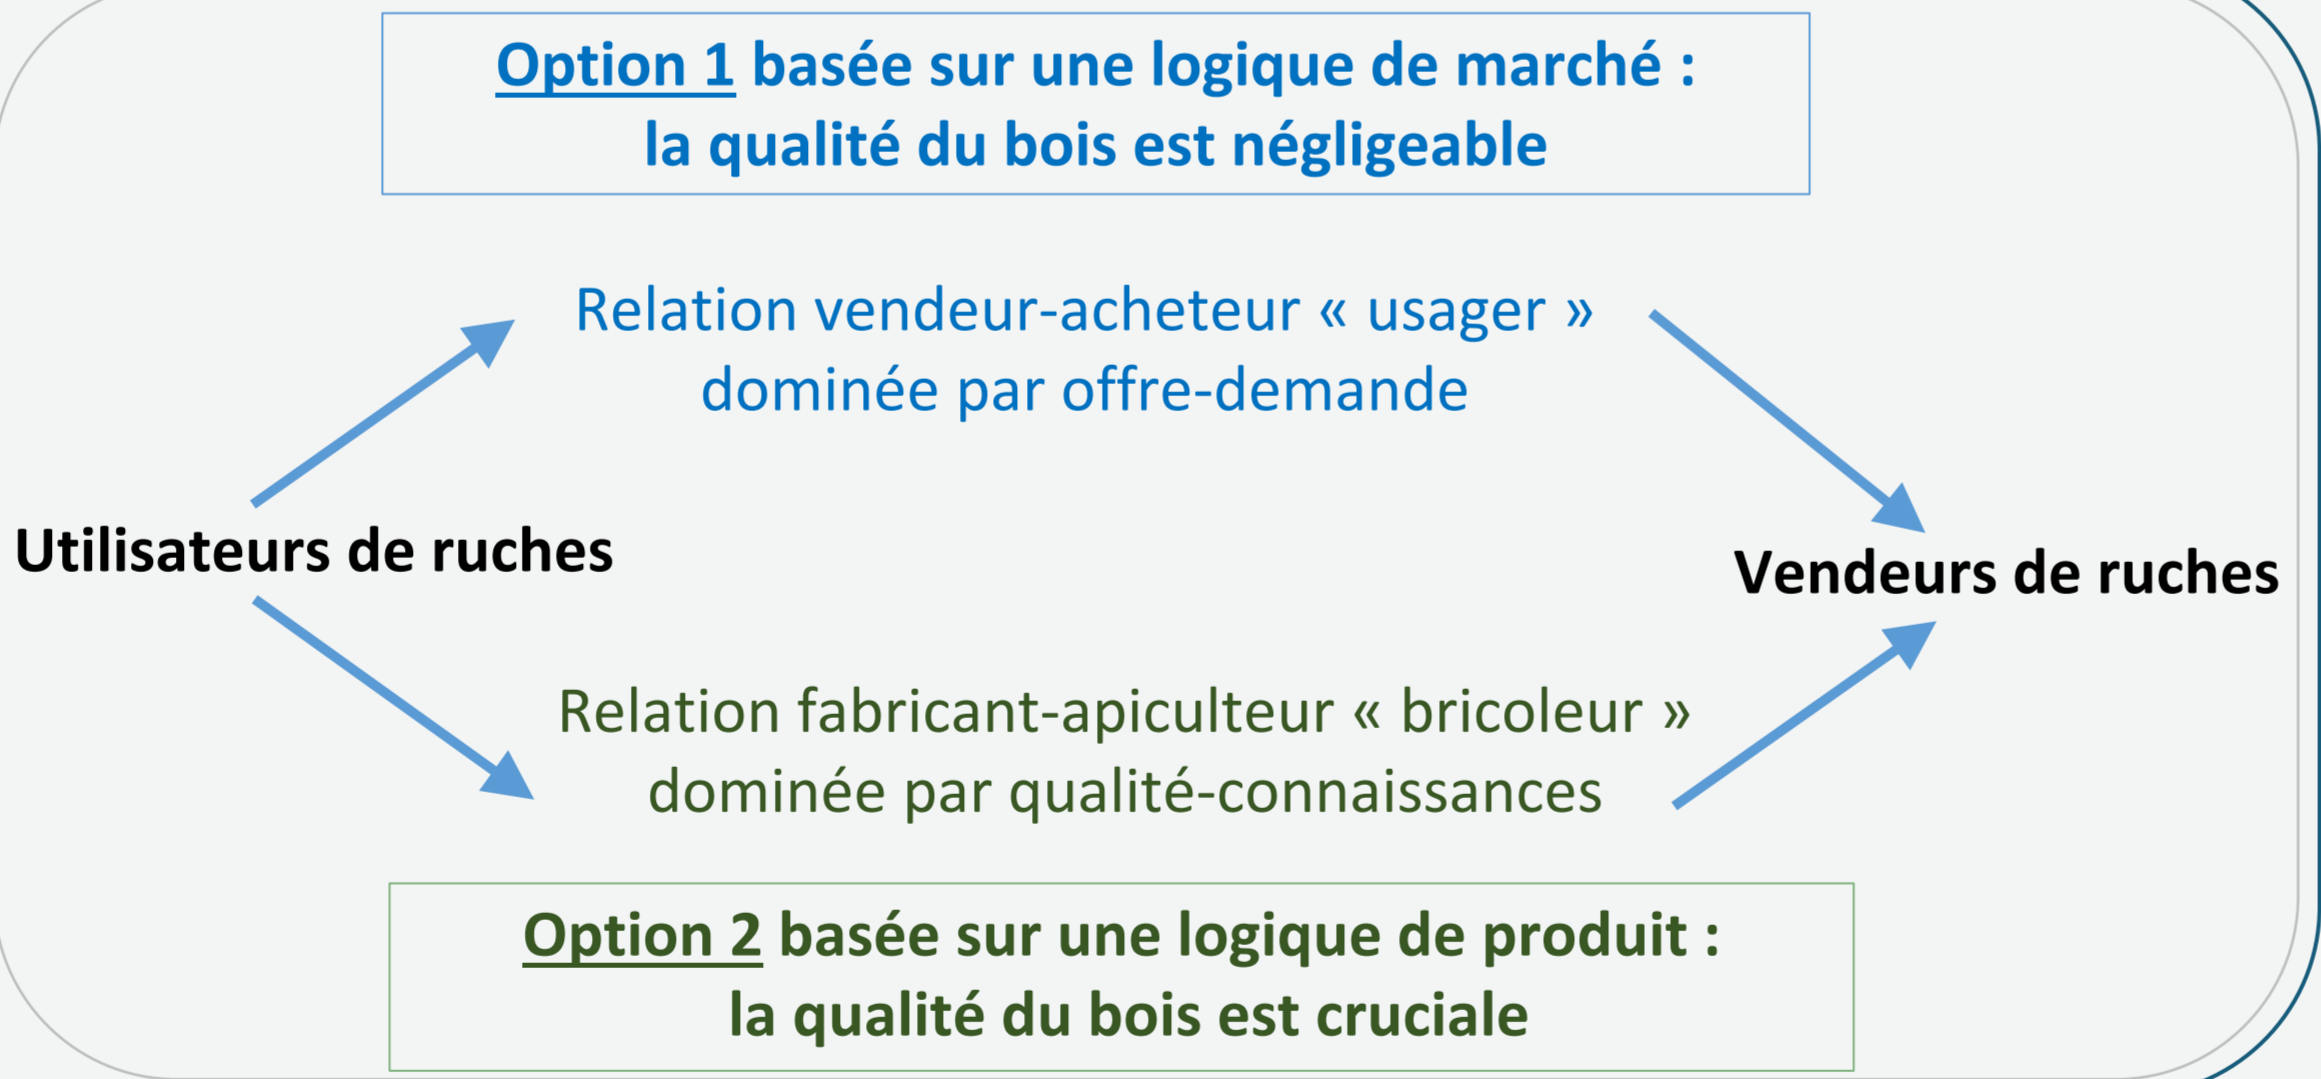 Option 1 basée sur une logique de marché :
la qualité du bois est négligeable
Relation vendeur-acheteur « usager »
dominée par offre-demande
Utilisateurs de ruches
Vendeurs de ruches
Relation fabricant-apiculteur « bricoleur »
dominée par qualité-connaissances
Option 2 basée sur une logique de produit :
la qualité du bois est cruciale